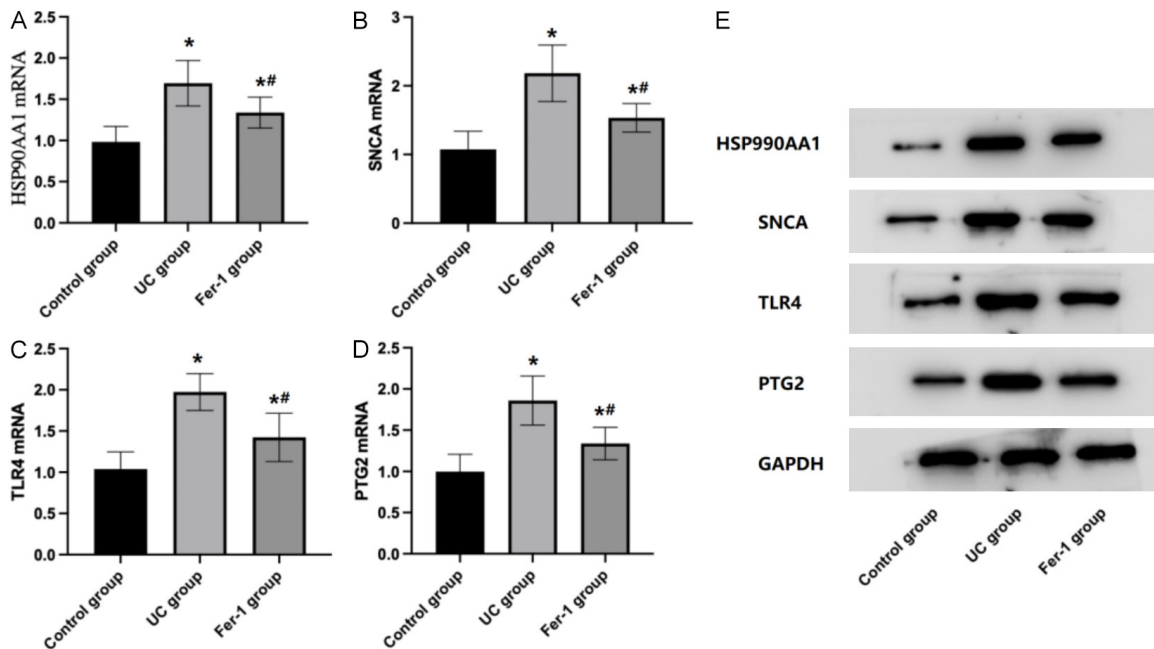 A
HSP90AA1 mRNA
2.5
2.0
1.5
1.0
0.5
0.0
*
*#
Control group
UC group
Fer-1 group
B
SNCA mRNA
3
2
1
0
*
*#
Control group
UC group
Fer-1 group
C
TLR4 mRNA
2.5
2.0
1.5
1.0
0.5
0.0
*
*#
Control group
UC group
Fer-1 group
D
PTG2 mRNA
2.5
2.0
1.5
1.0
0.5
0.0
*
*#
Control group
UC group
Fer-1 group
E
HSP990AA1
SNCA
TLR4
PTG2
GAPDH
Control group
UC group
Fer-1 group